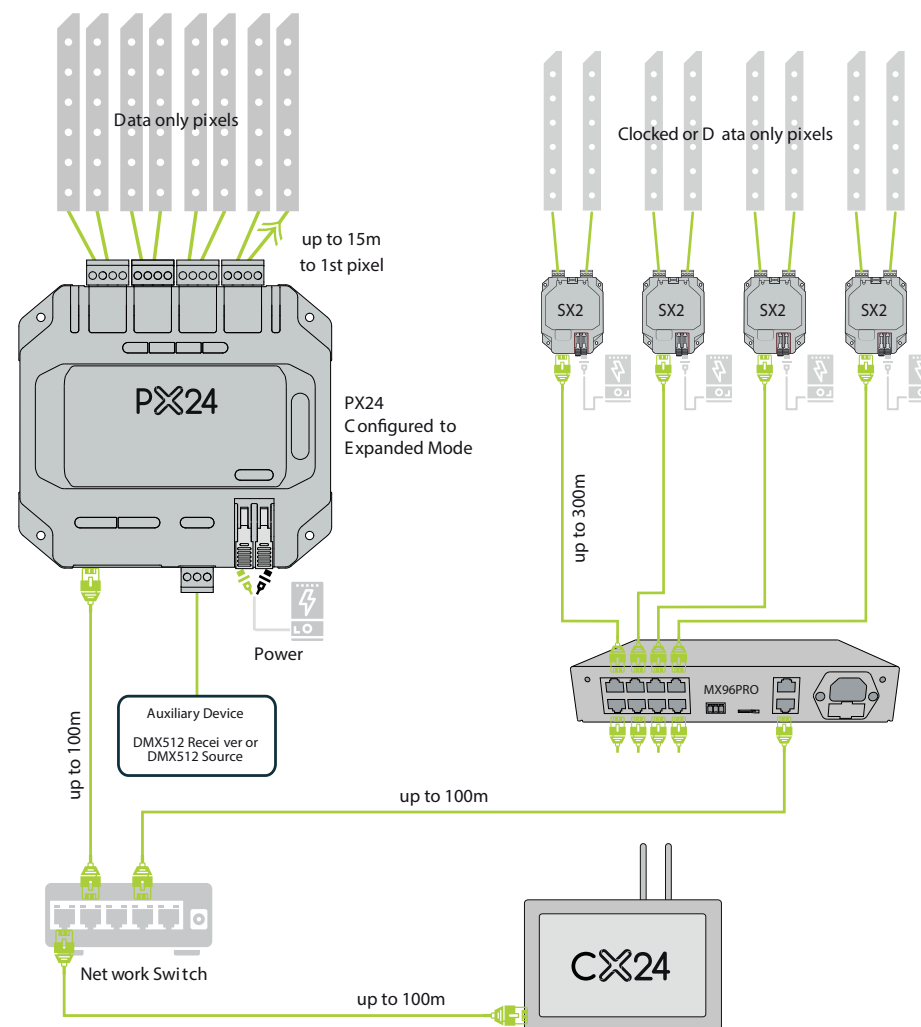 Data only pixels
Clocked or D ata only pixels
up to 15m
to 1st pixel
SX2
SX2
SX2
SX2
PX24
PX24
Configured to
Expanded Mode
up to 300m
Power
MX96PRO
Auxiliary Device
DMX512 Recei ver or
DMX512 Source
up to 100m
up to 100m
CX24
Net work Switch
up to 100m